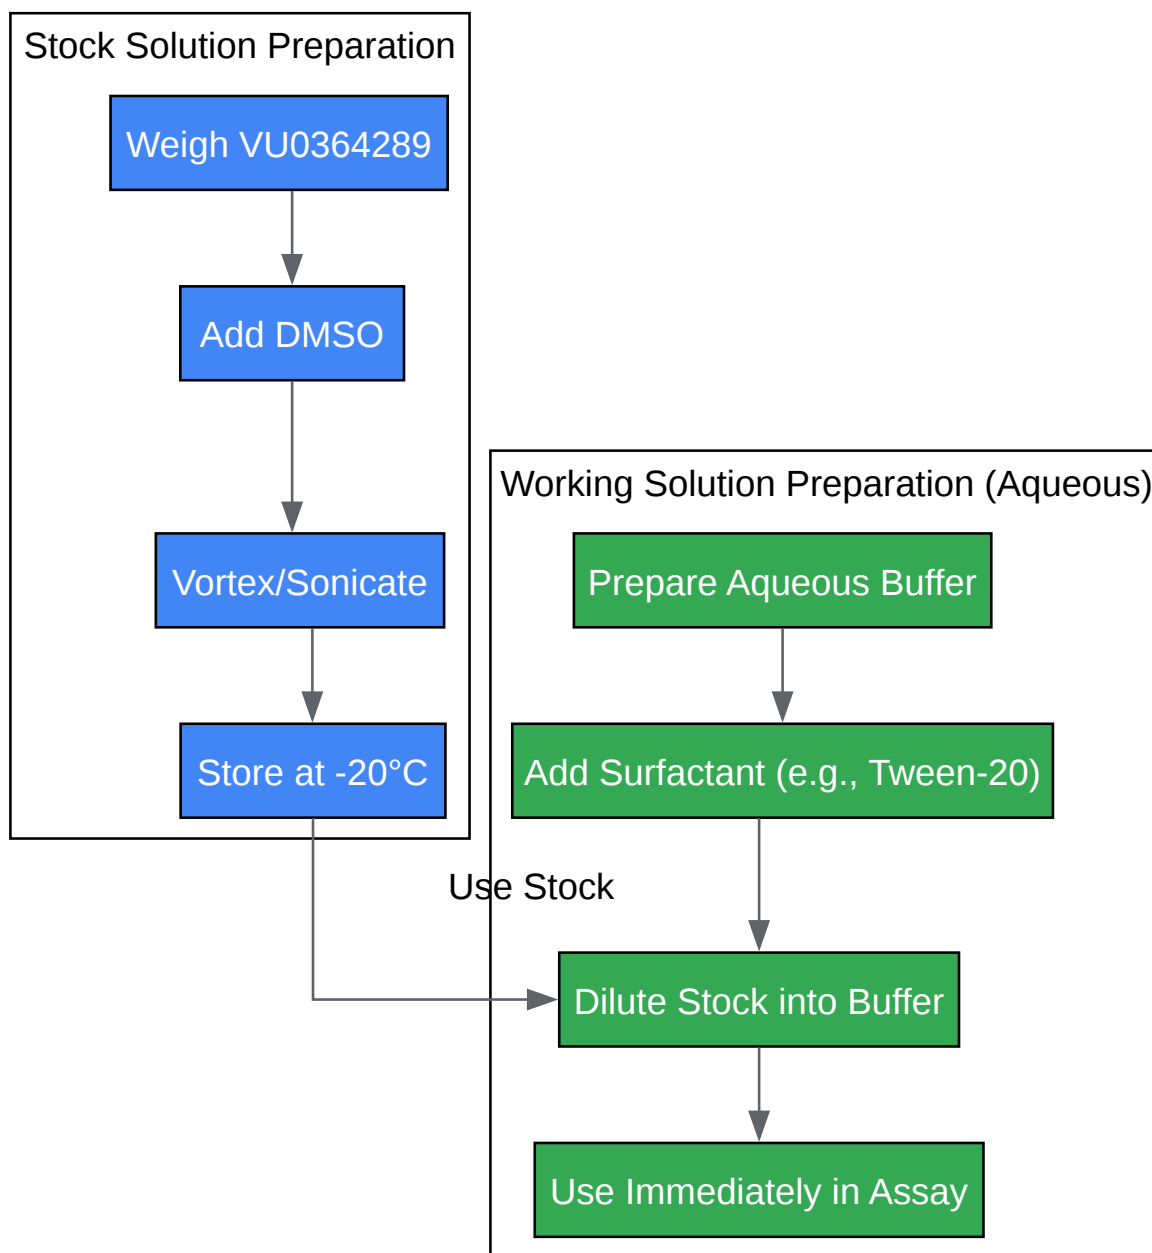 Stock Solution Preparation
Weigh VU0364289
Add DMSO
Vortex/Sonicate
Store at -20°C
Use Stock
Working Solution Preparation (Aqueous)
Prepare Aqueous Buffer
Add Surfactant (e.g., Tween-20)
Dilute Stock into Buffer
Use Immediately in Assay